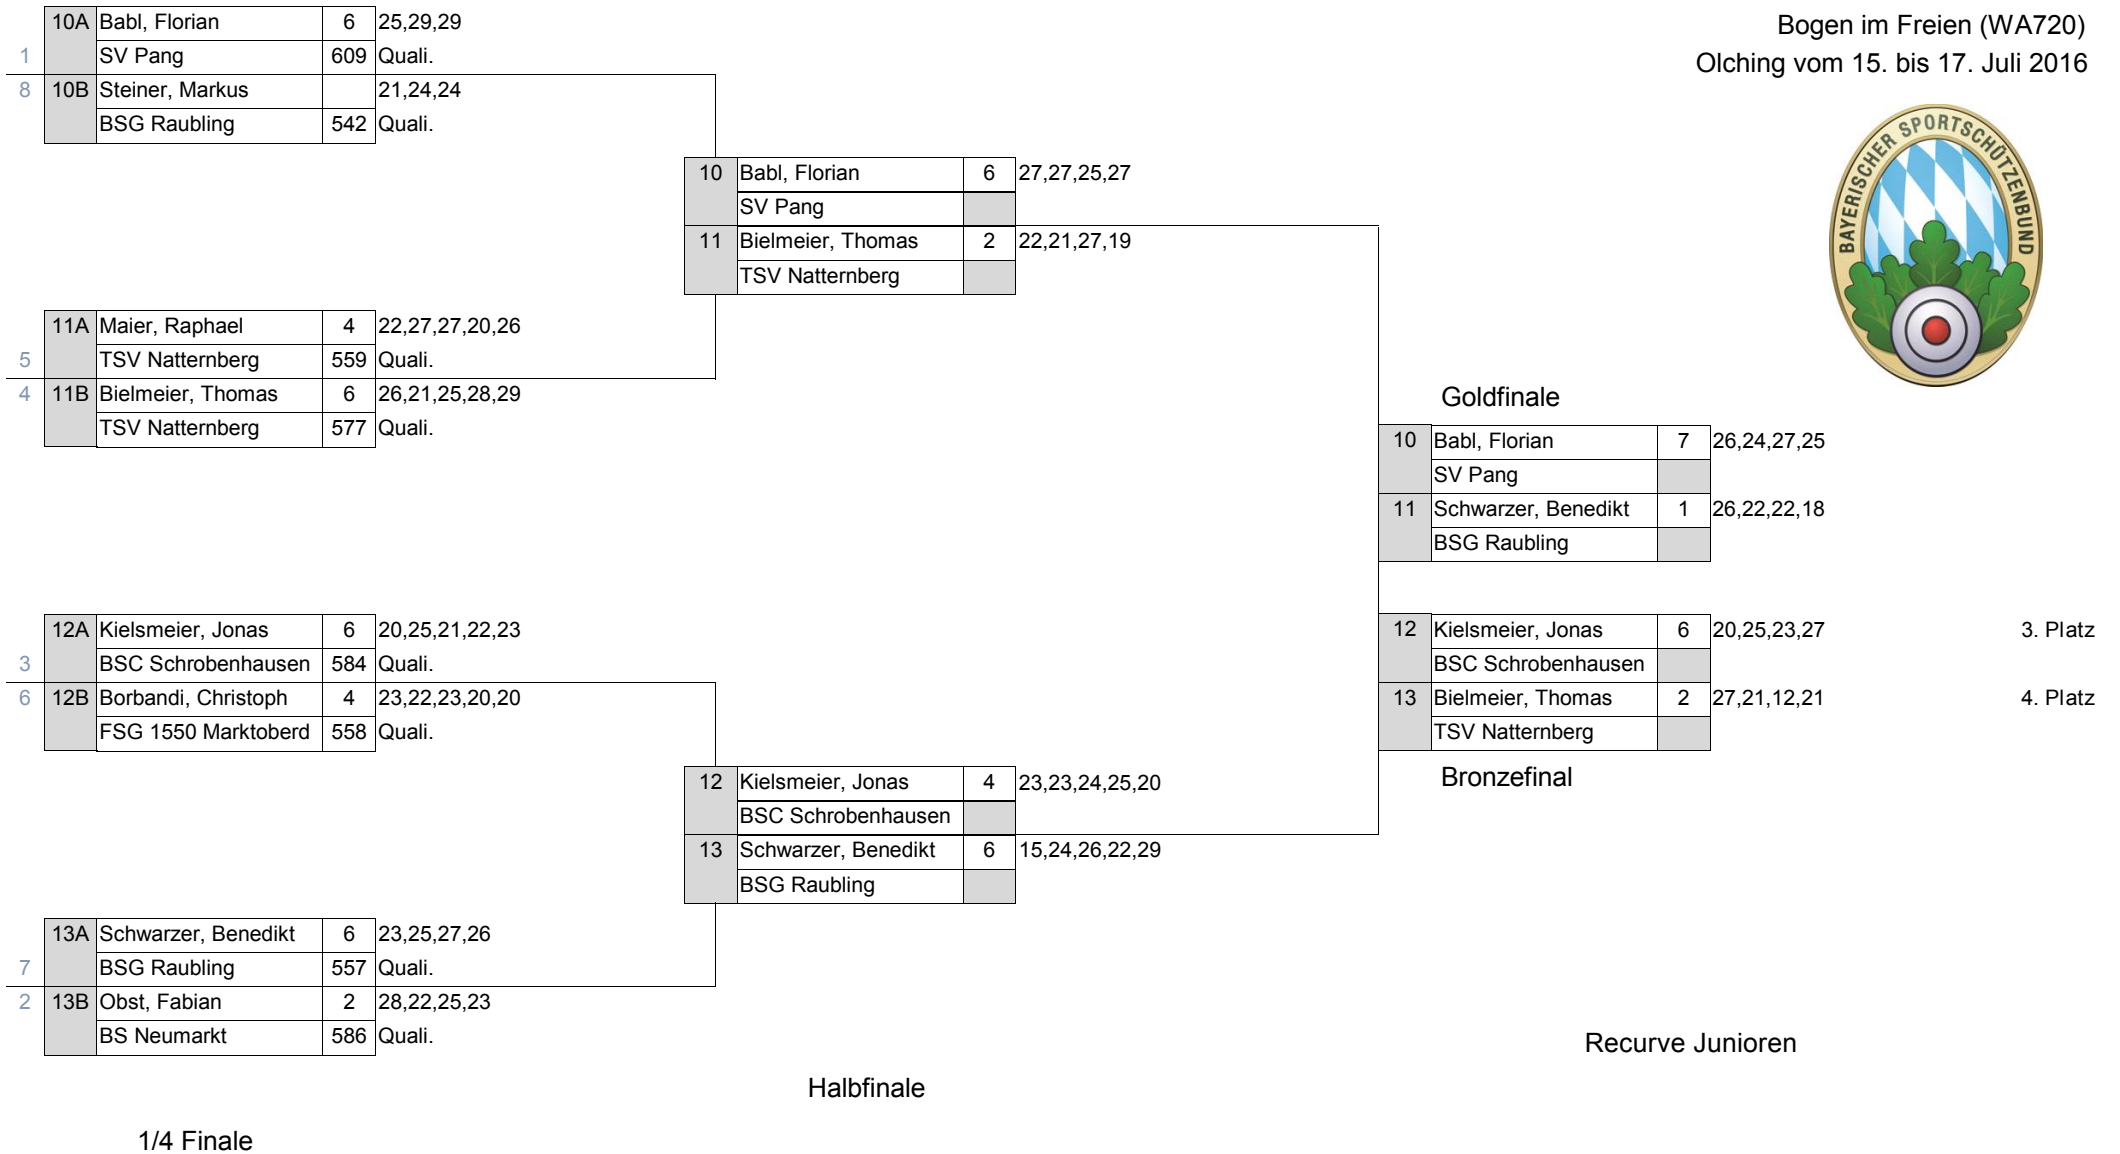 Bogen im Freien (WA720)
Olching vom 15. bis 17. Juli 2016
BAYERISCHER SPORTSCHÜTZENBUND
10A Babl, Florian 6 25,29,29
1 SV Pang 609 Quali.
8 10B Steiner, Markus 21,24,24
BSG Raubling 542 Quali.
11A Maier, Raphael 4 22,27,27,20,26
5 TSV Natternberg 559 Quali.
4 11B Bielmeier, Thomas 6 26,21,25,28,29
TSV Natternberg 577 Quali.
12A Kielsmeier, Jonas 6 20,25,21,22,23
3 BSC Schrobenhausen 584 Quali.
6 12B Borbandi, Christoph 4 23,22,23,20,20
FSG 1550 Marktoberd 558 Quali.
13A Schwarzer, Benedikt 6 23,25,27,26
7 BSG Raubling 557 Quali.
2 13B Obst, Fabian 2 28,22,25,23
BS Neumarkt 586 Quali.
1/4 Finale
10 Babl, Florian 6 27,27,25,27
SV Pang
11 Bielmeier, Thomas 2 22,21,27,19
TSV Natternberg
12 Kielsmeier, Jonas 4 23,23,24,25,20
BSC Schrobenhausen
13 Schwarzer, Benedikt 6 15,24,26,22,29
BSG Raubling
Halbfinale
Goldfinale
10 Babl, Florian 7 26,24,27,25
SV Pang
11 Schwarzer, Benedikt 1 26,22,22,18
BSG Raubling
12 Kielsmeier, Jonas 6 20,25,23,27 3. Platz
BSC Schrobenhausen
13 Bielmeier, Thomas 2 27,21,12,21 4. Platz
TSV Natternberg
Bronzefinal
Recurve Junioren